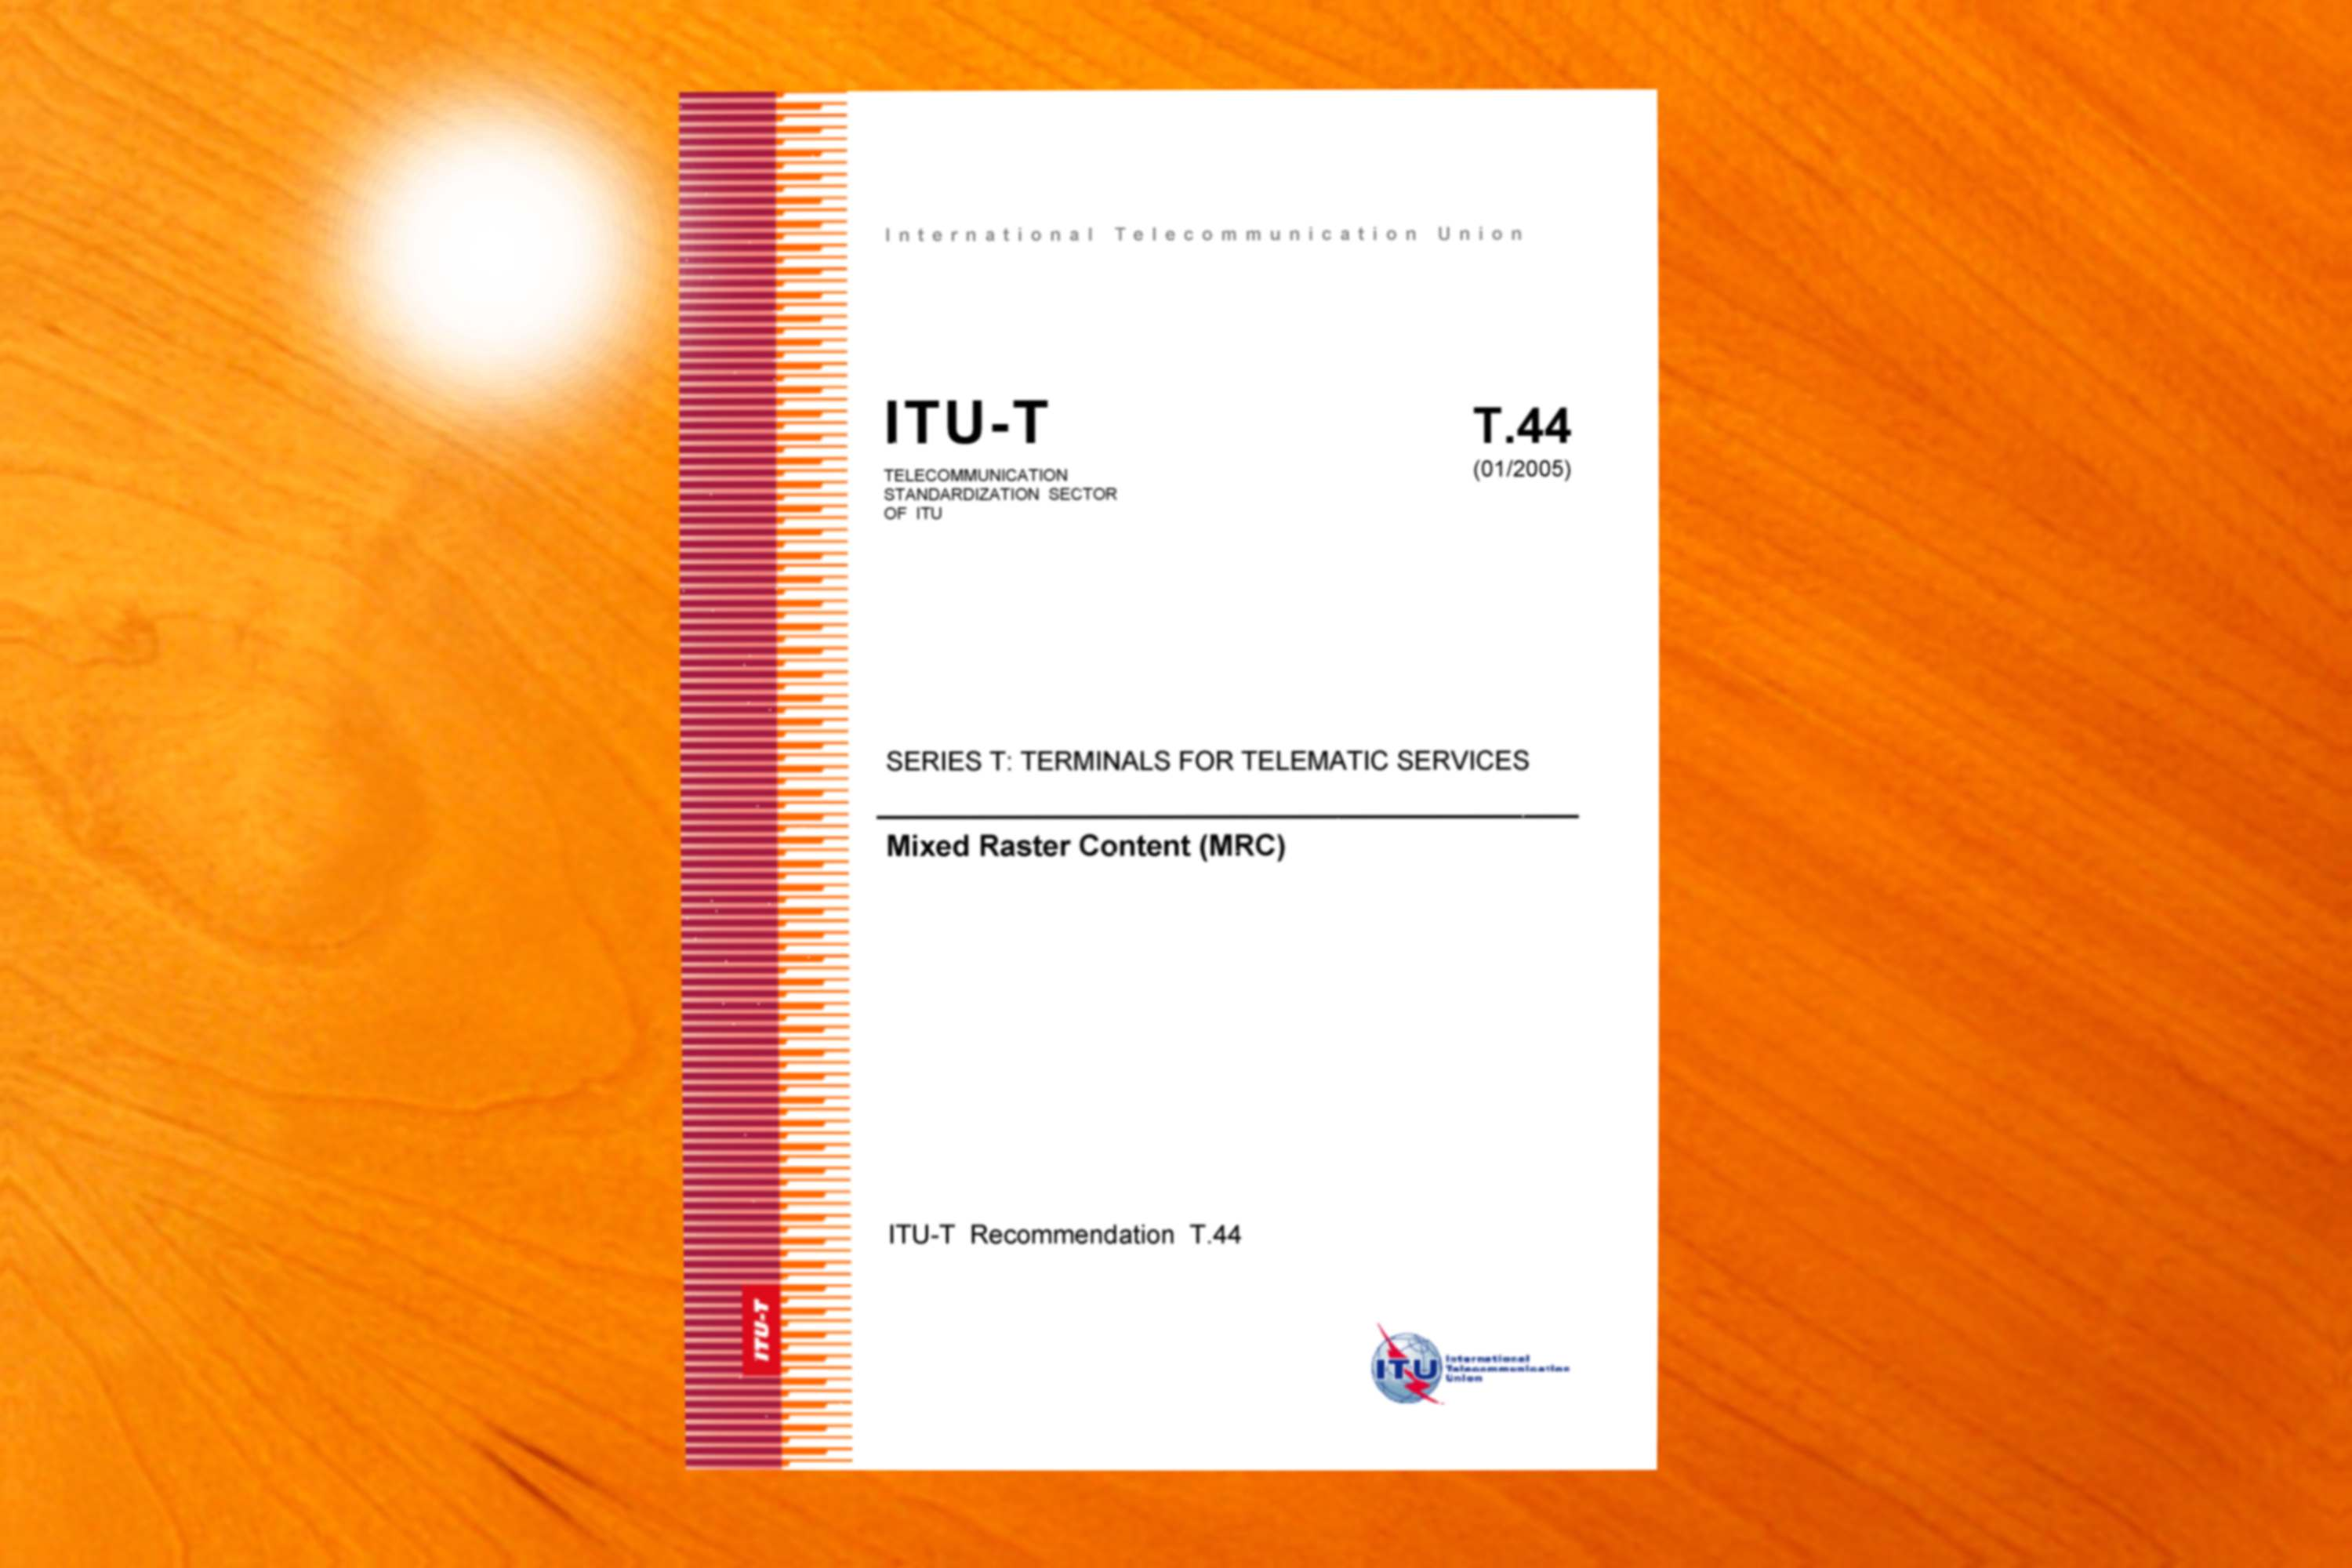 International Telecommunication Union
ITU-T
T.44
TELECOMMUNICATION
STANDARDIZATION SECTOR
OF ITU
(01/2005)
SERIES T: TERMINALS FOR TELEMATIC SERVICES
Mixed Raster Content (MRC)
ITU-T Recommendation T.44
ITU-T
ITU
International
Telecommunication
Union